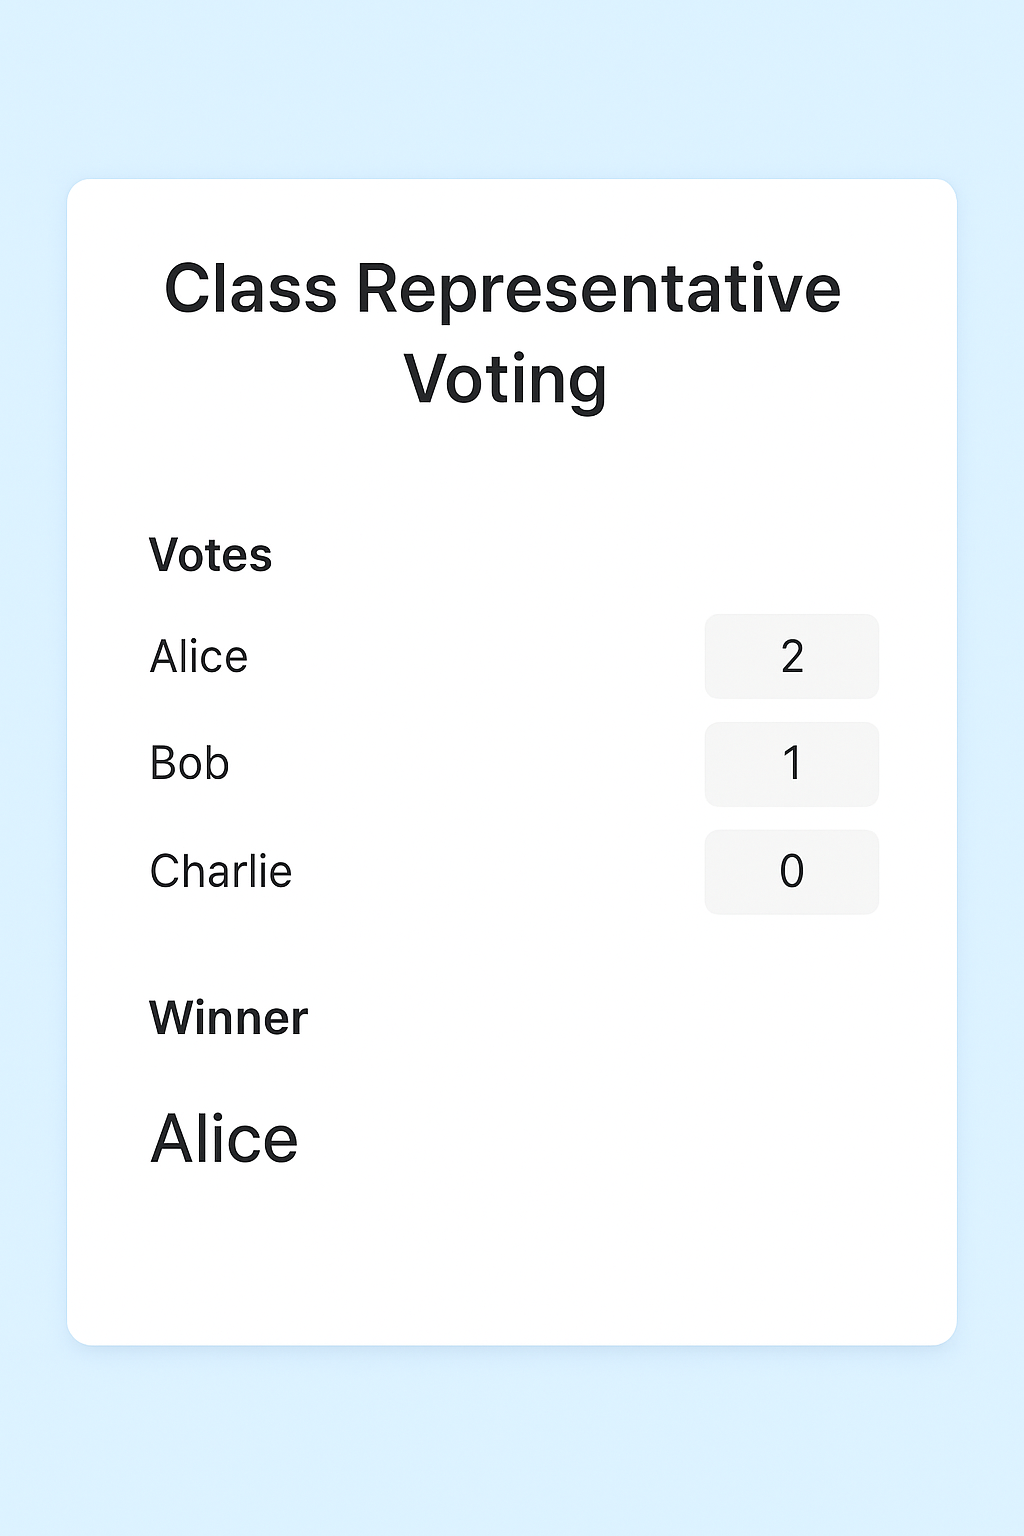 Class Representative
Voting
Votes
Alice 2
Bob 1
Charlie 0
Winner
Alice